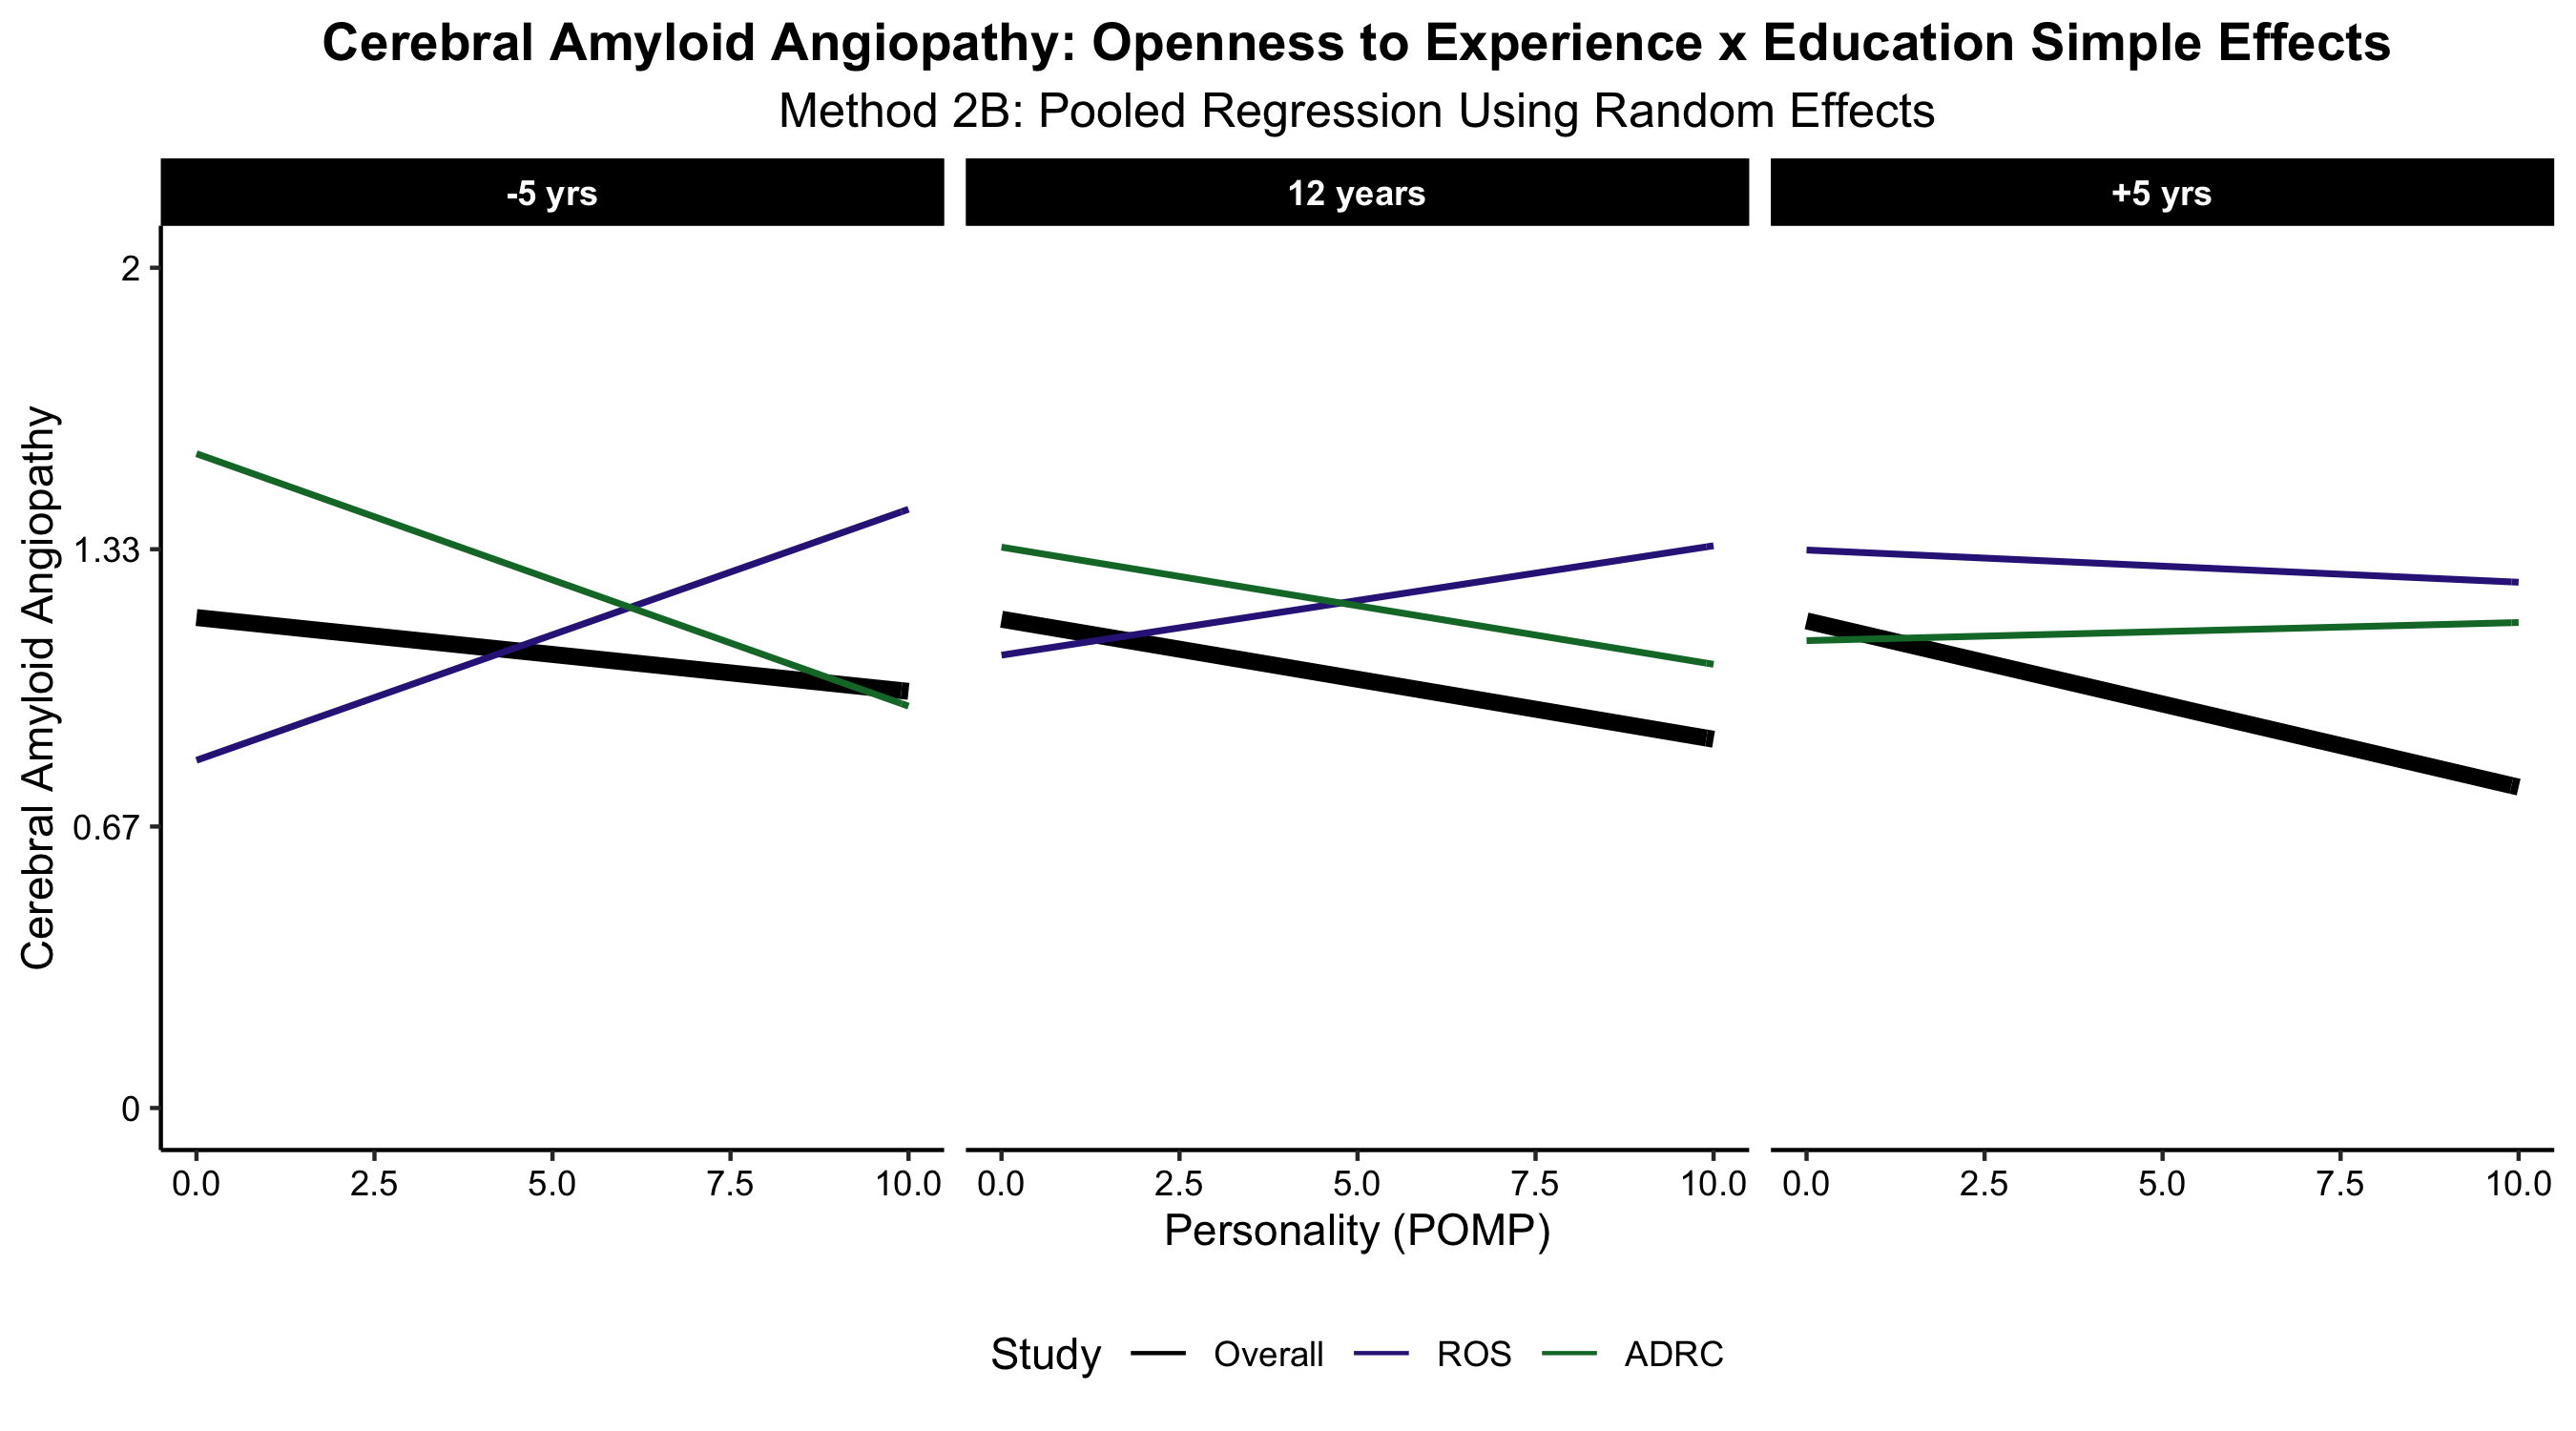 Cerebral Amyloid Angiopathy: Openness to Experience x Education Simple Effects
Method 2B: Pooled Regression Using Random Effects
-5 yrs
12 years
+5 yrs
Cerebral Amyloid Angiopathy
2
1.33
0.67
0
0.0 2.5 5.0 7.5 10.0
0.0 2.5 5.0 7.5 10.0
0.0 2.5 5.0 7.5 10.0
Personality (POMP)
Study Overall ROS ADRC